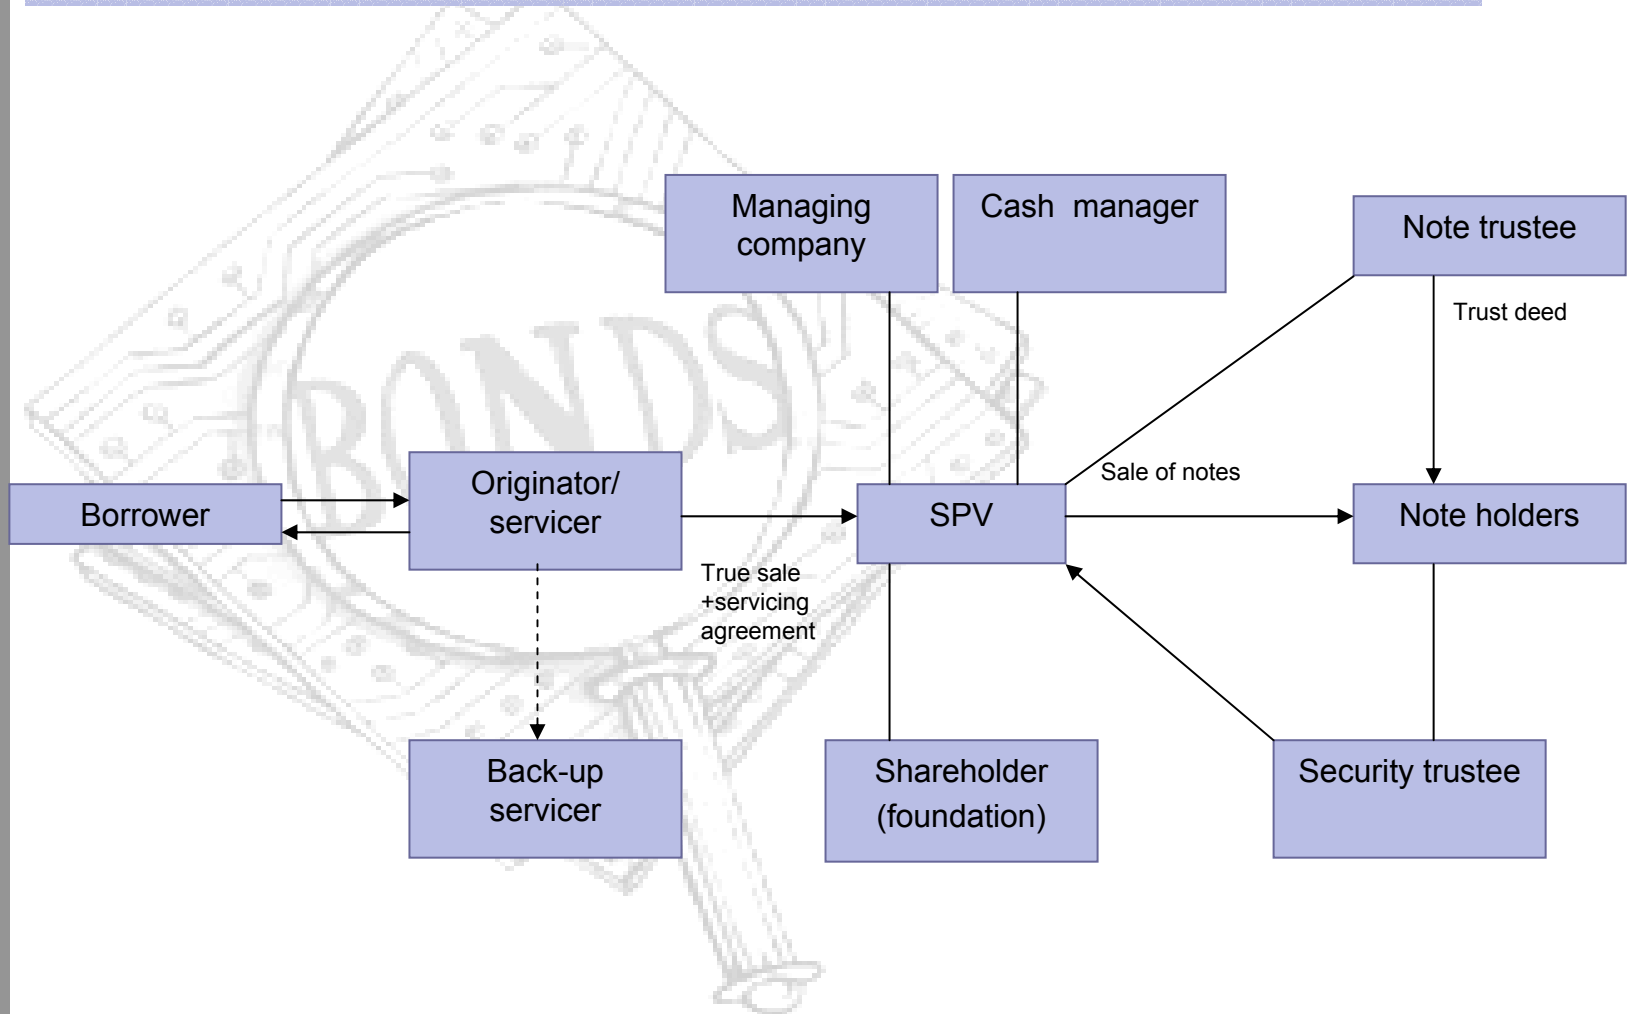 Managing
company
Cash manager
Note trustee
Trust deed
BONDS
Sale of notes
Borrower
Originator/
servicer
SPV
Note holders
True sale
+servicing
agreement
Back-up
servicer
Shareholder
(foundation)
Security trustee